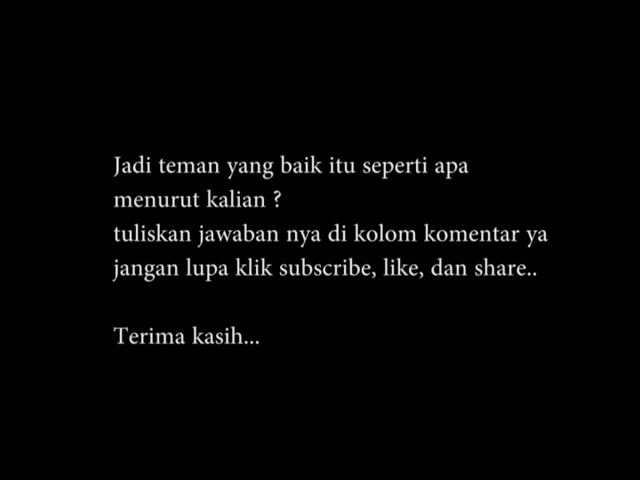 Jadi teman yang baik itu seperti apa
menurut kalian ?
tuliskan jawaban nya di kolom komentar ya
jangan lupa klik subscribe, like, dan share..
Terima kasih...